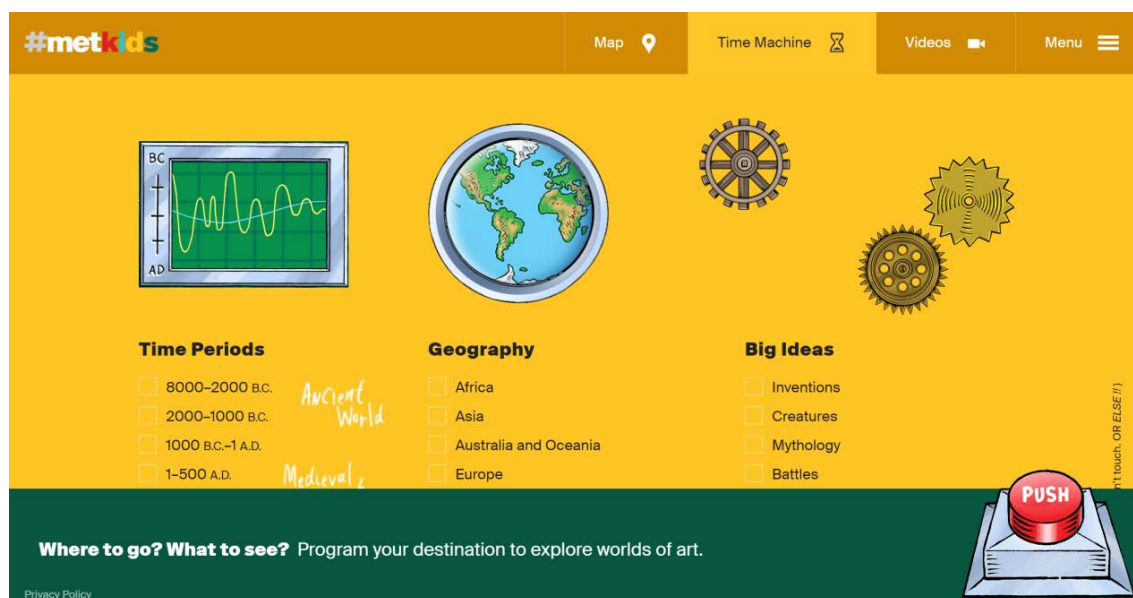 #metkids
Map
Time Machine
Videos
Menu
BC
AD
Time Periods
8000–2000 B.C.
2000–1000 B.C.
1000 B.C.–1 A.D.
1–500 A.D.
Ancient
World
Medieval
Geography
Africa
Asia
Australia and Oceania
Europe
Big Ideas
Inventions
Creatures
Mythology
Battles
touch. OR ELSE !! )
PUSH
Where to go? What to see? Program your destination to explore worlds of art.
Privacy Policy